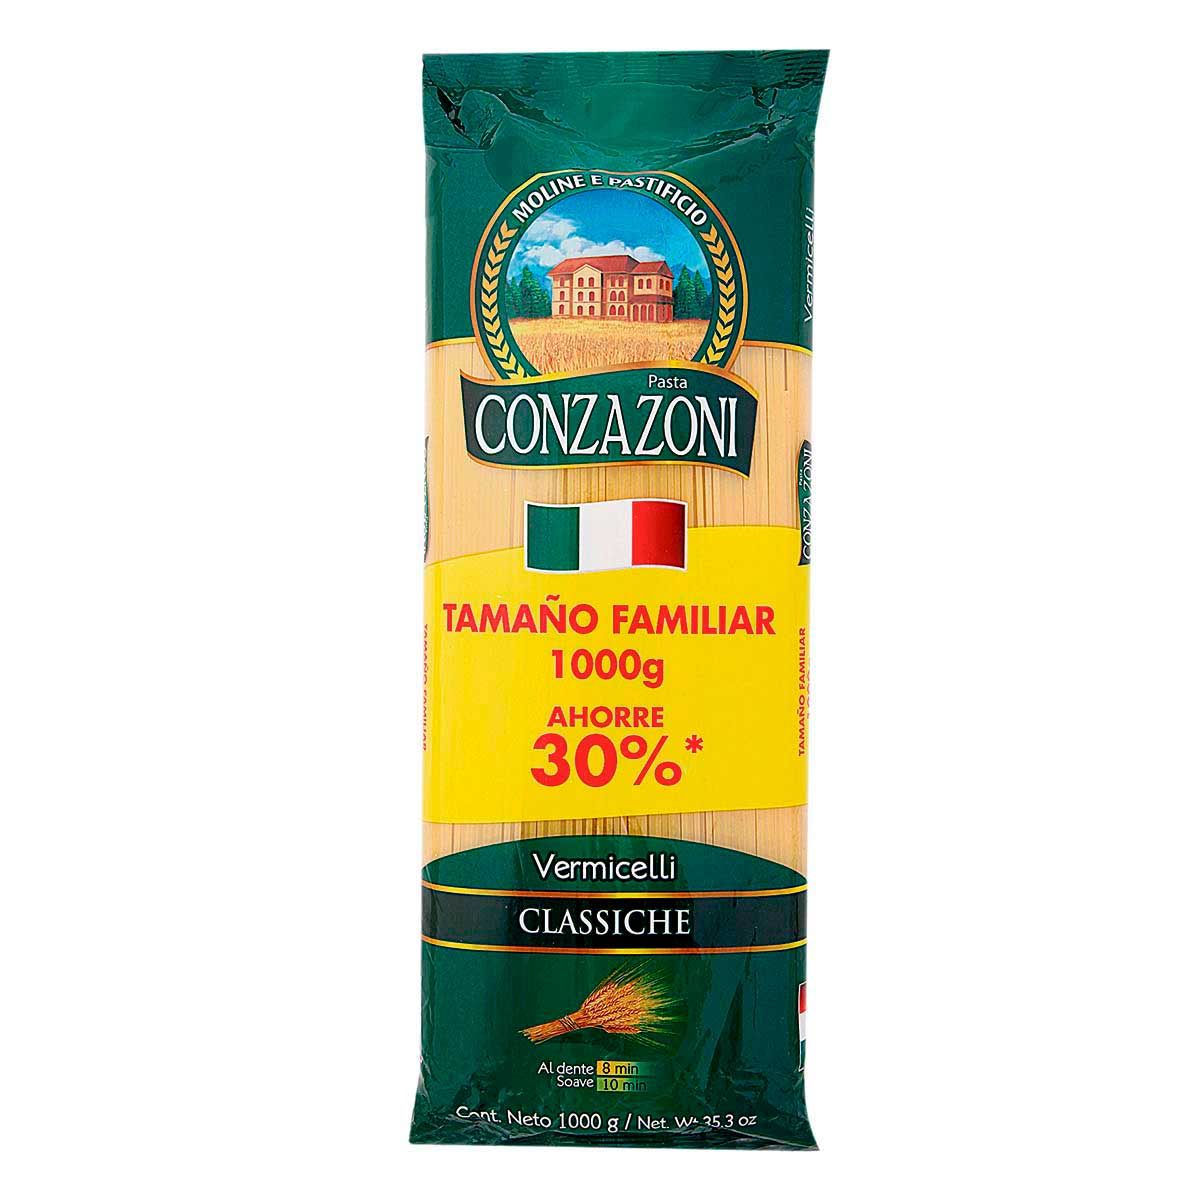 MOLINE E PASTIFICIO
Pasta
CONZAZONI
TAMAÑO FAMILIAR
1000g
AHORRE
30%*
Vermicelli
CLASSICHE
Al dente 8 min
Soave 10 min
Cont. Neto 1000 g / Net. Wt 35.3 oz
Vermicelli
Pasta
CONZAZONI
TAMAÑO FAMILIAR
TAMAÑO FAMILIAR